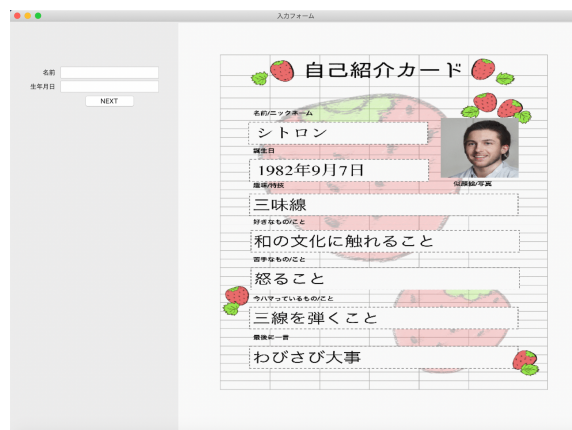 入力フォーム
名前
生年月日
NEXT
自己紹介カード
名前/ニックネーム
シトロン
誕生日
1982年9月7日
似顔絵/写真
趣味/特技
三味線
好きなもの/こと
和の文化に触れること
苦手なもの/こと
怒ること
今ハマっているもの/こと
三線を弾くこと
最後に一言
わびさび大事